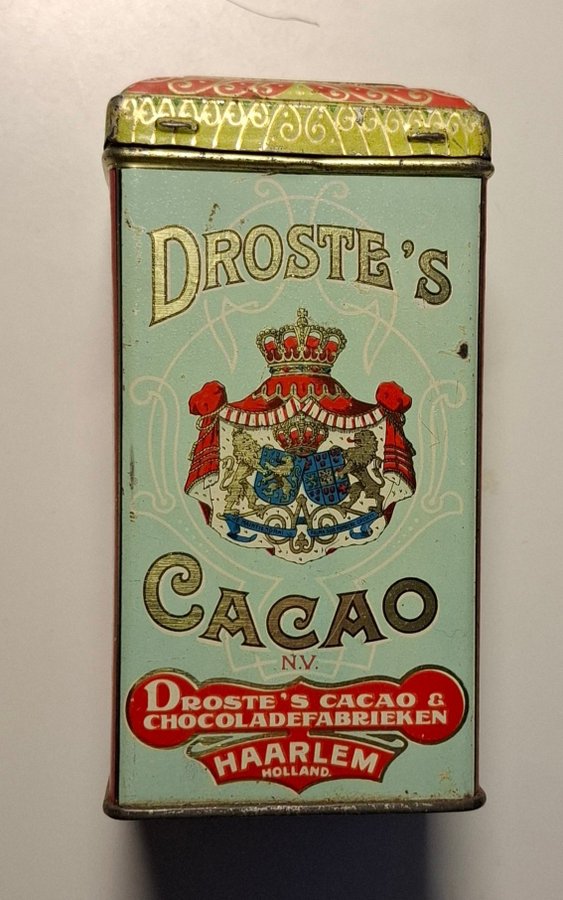 DROSTE'S
CACAO
N.V.
DROSTE'S CACAO &
CHOCOLADEFABRIEKEN
HAARLEM
HOLLAND.